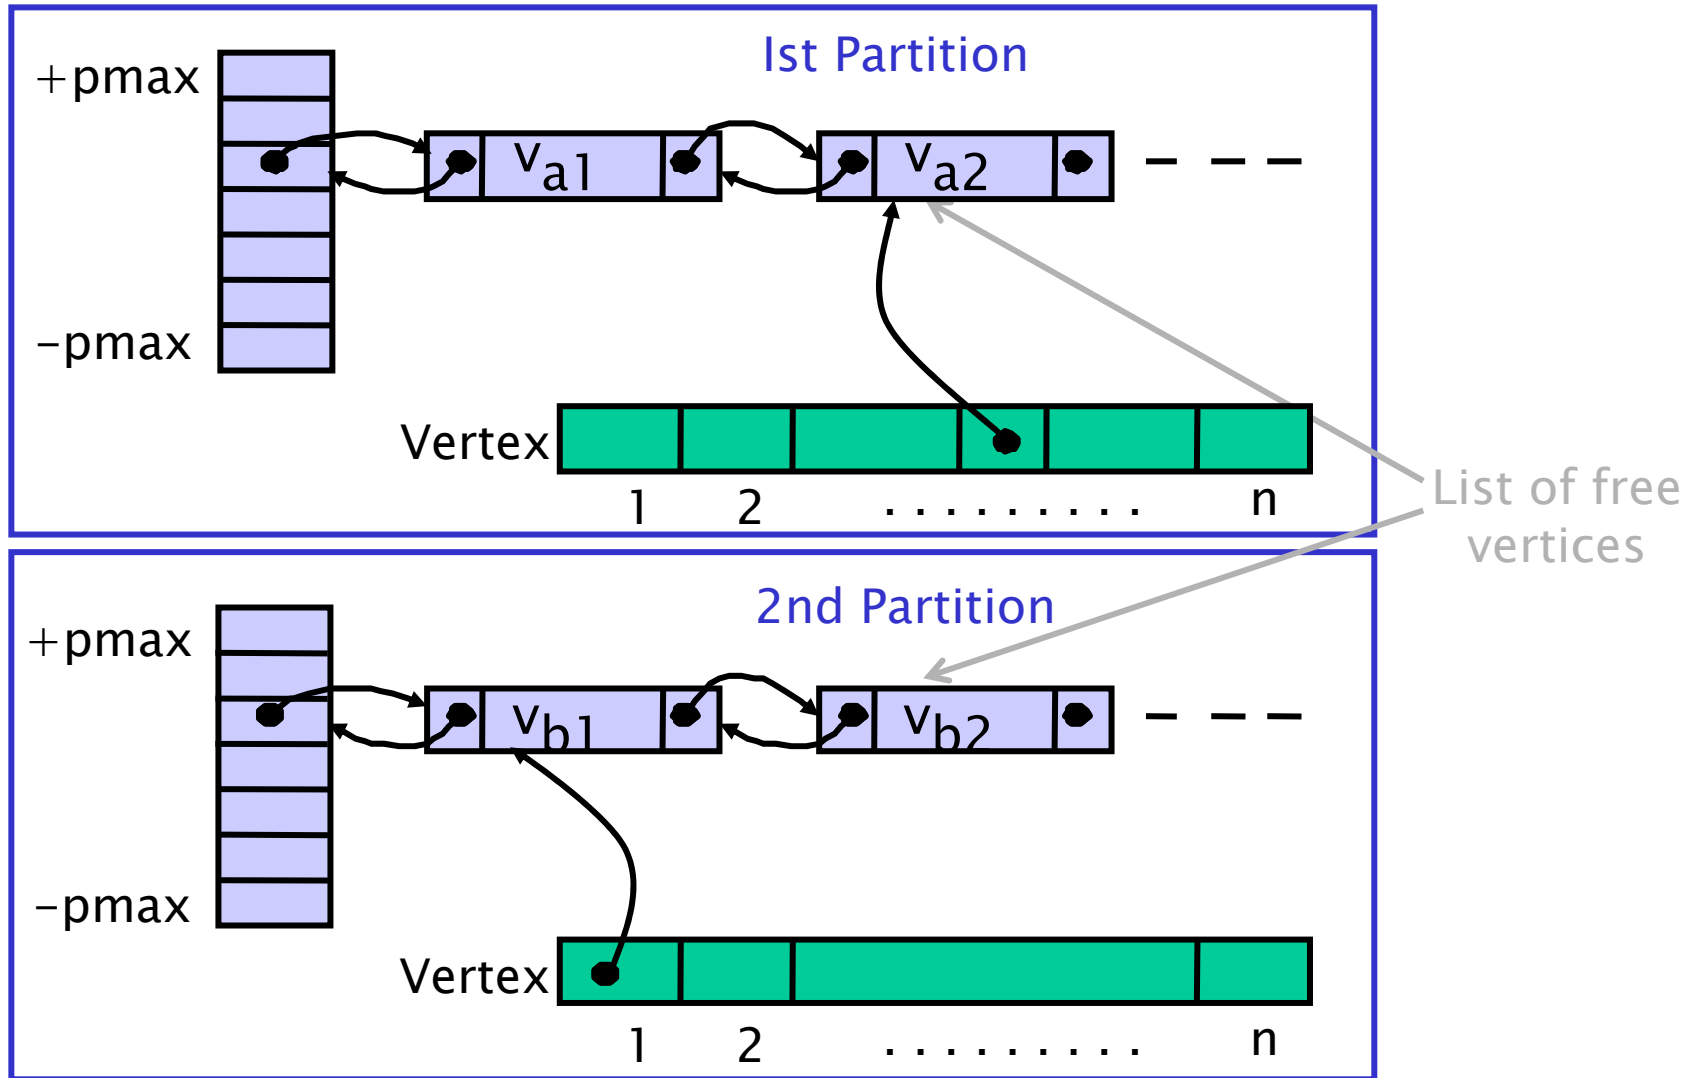 Ist Partition
+pmax
va1
va2
-pmax
Vertex
1 2 ......... n
List of free
vertices
2nd Partition
+pmax
vb1
vb2
-pmax
Vertex
1 2 ......... n